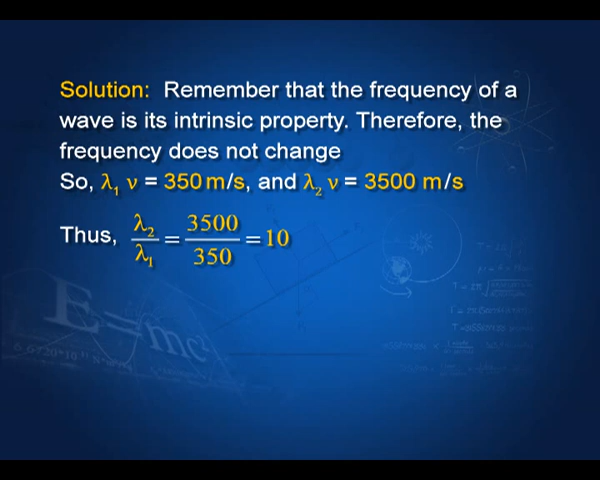 Solution: Remember that the frequency of a
wave is its intrinsic property. Therefore, the
frequency does not change
So, λ₁ ν = 350 m/s, and λ₂ ν = 3500 m/s
Thus, λ₂/λ₁ = 3500/350 = 10
E=mc²